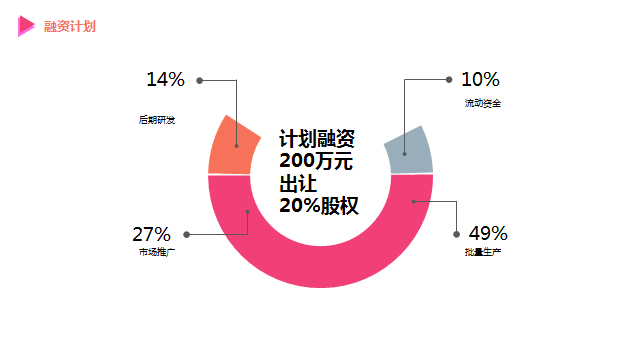 融资计划
14%
后期研发
10%
流动资金
计划融资
200万元
出让
20%股权
27%
市场推广
49%
批量生产